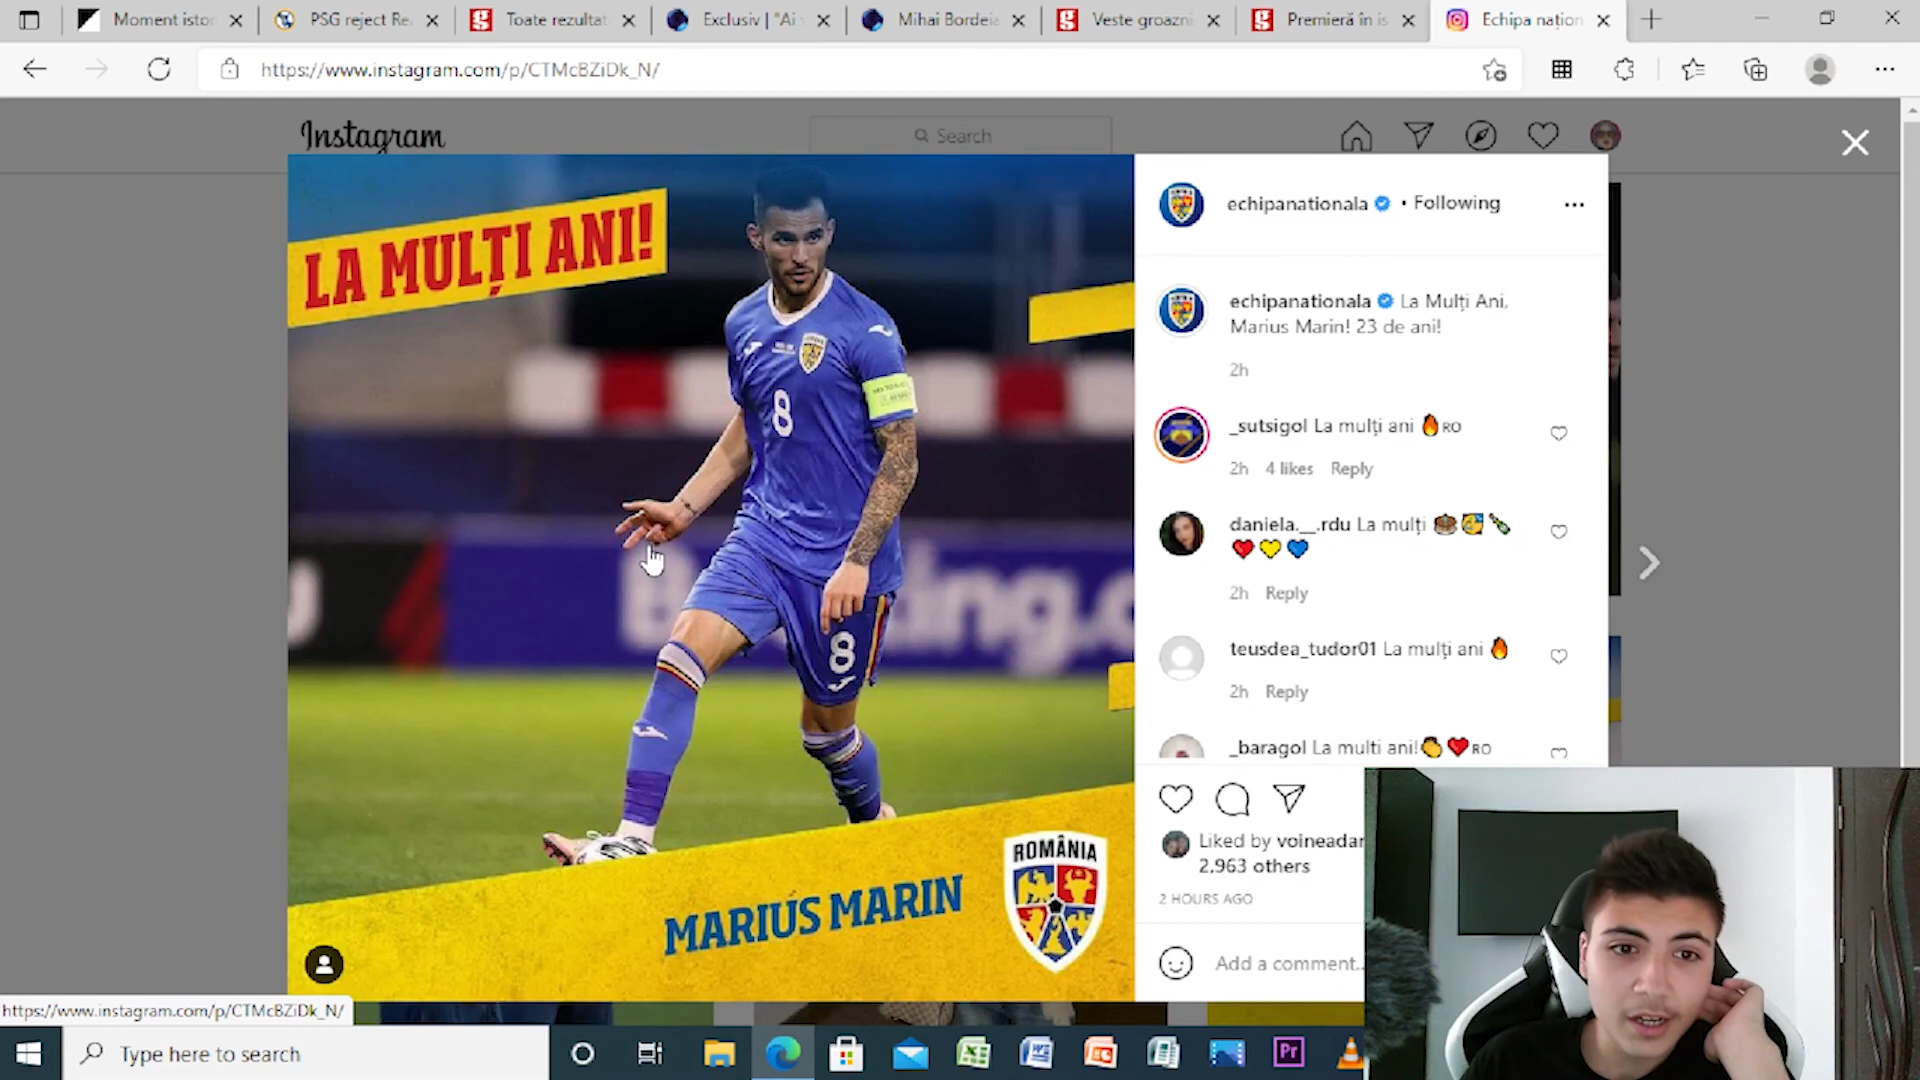 Moment istor
PSG reject Re
Toate rezultat
Exclusiv | "Ai v
Mihai Bordeia
Veste groazni
Premieră în is
Echipa națion
https://www.instagram.com/p/CTMcBZiDk_N/
Instagram
Search
LA MULȚI ANI!
8
8
MARIUS MARIN
ROMÂNIA
echipanationala • Following
echipanationala La Mulți Ani,
Marius Marin! 23 de ani!
2h
_sutsigol La mulți ani 🔥RO
2h 4 likes Reply
daniela.__.rdu La mulți
2h Reply
teusdea_tudor01 La mulți ani 🔥
2h Reply
_baragol La multi ani! RO
Liked by voineadar
2,963 others
2 HOURS AGO
Add a comment..
https://www.instagram.com/p/CTMcBZiDk_N/
Type here to search
Pr